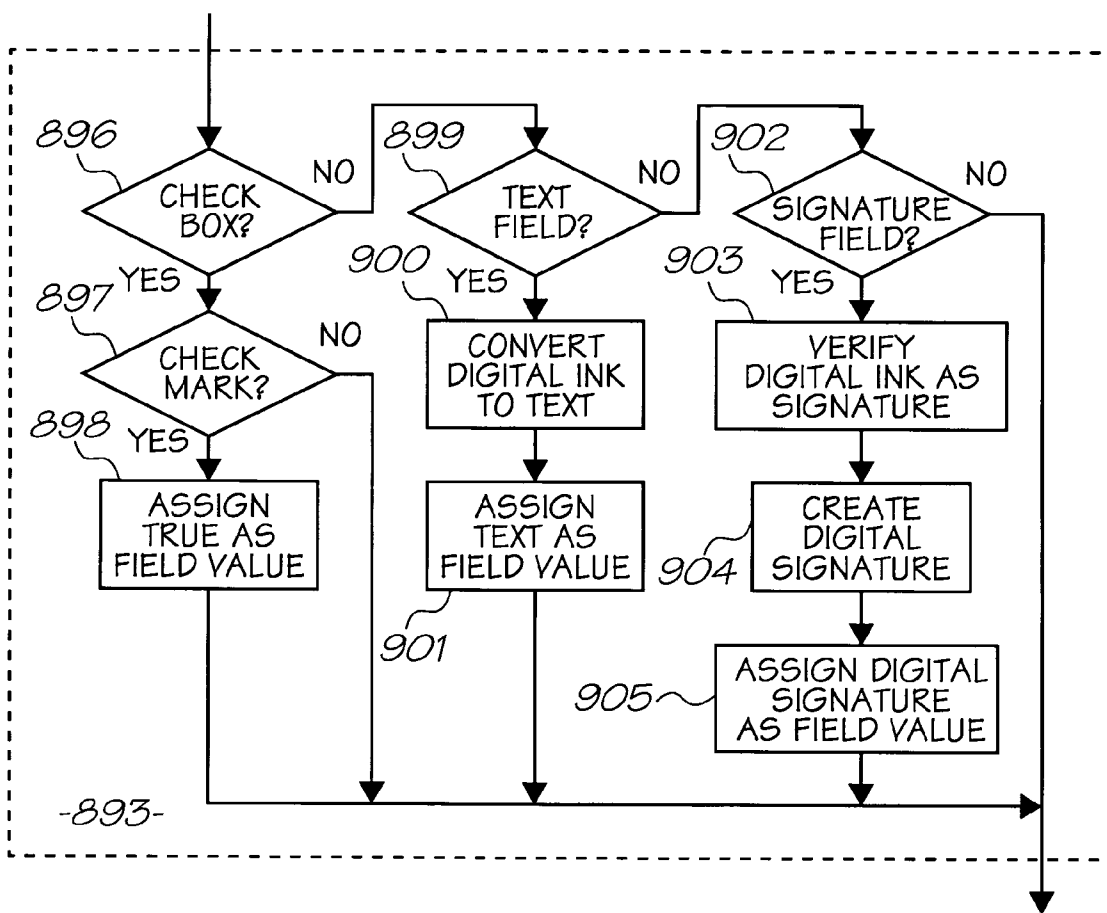 896
CHECK
BOX?
NO
YES
897
CHECK
MARK?
NO
YES
898
ASSIGN
TRUE AS
FIELD VALUE
899
TEXT
FIELD?
NO
YES
900
CONVERT
DIGITAL INK
TO TEXT
ASSIGN
TEXT AS
FIELD VALUE
901
902
SIGNATURE
FIELD?
NO
YES
903
VERIFY
DIGITAL INK AS
SIGNATURE
CREATE
DIGITAL
SIGNATURE
904
ASSIGN DIGITAL
SIGNATURE
AS FIELD VALUE
905
-893-